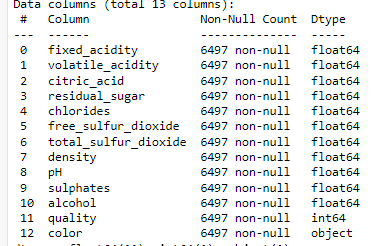 Data columns (total 13 columns):
 #   Column                Non-Null Count  Dtype
---  ------                --------------  -----
 0   fixed_acidity         6497 non-null   float64
 1   volatile_acidity      6497 non-null   float64
 2   citric_acid           6497 non-null   float64
 3   residual_sugar        6497 non-null   float64
 4   chlorides             6497 non-null   float64
 5   free_sulfur_dioxide   6497 non-null   float64
 6   total_sulfur_dioxide  6497 non-null   float64
 7   density               6497 non-null   float64
 8   pH                    6497 non-null   float64
 9   sulphates             6497 non-null   float64
 10  alcohol               6497 non-null   float64
 11  quality               6497 non-null   int64
 12  color                 6497 non-null   object